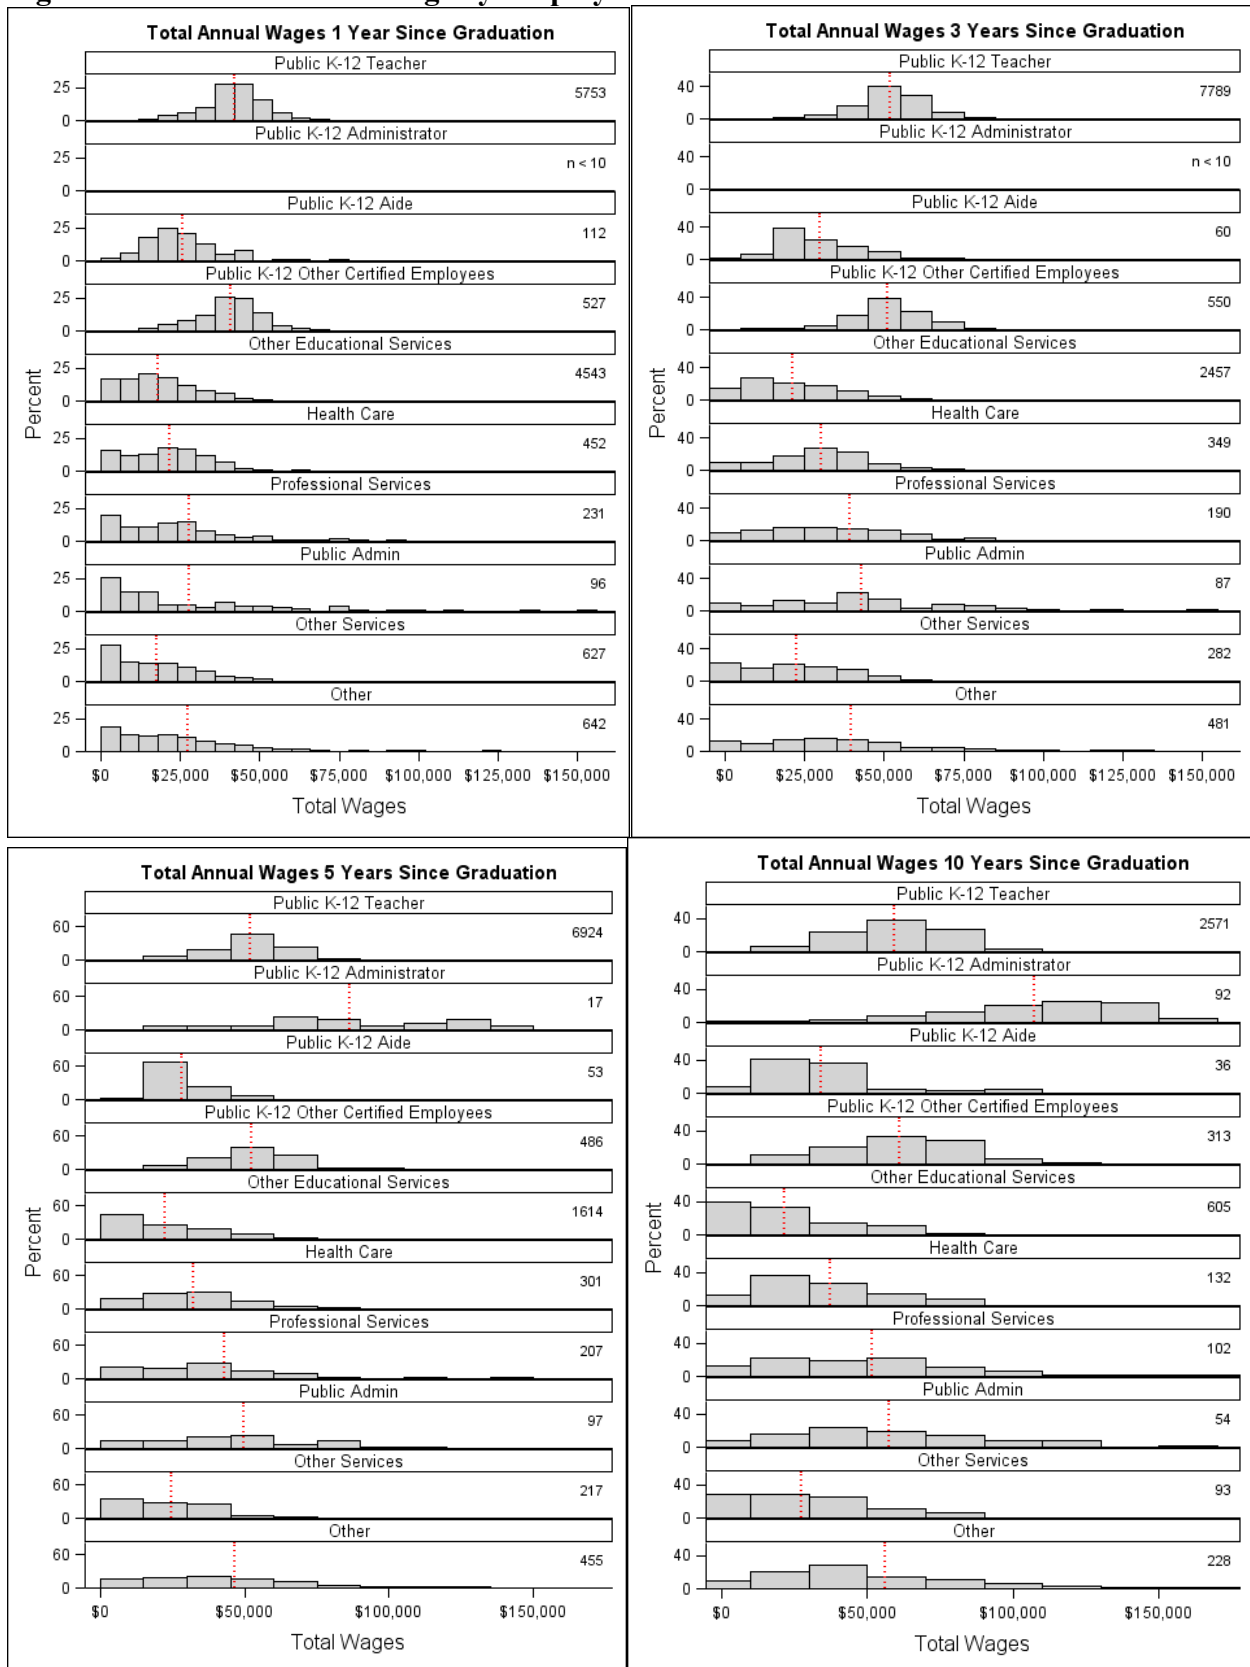 Total Annual Wages 1 Year Since Graduation
Public K-12 Teacher
25
0
5753
Public K-12 Administrator
25
0
n < 10
Public K-12 Aide
25
0
112
Public K-12 Other Certified Employees
25
0
527
Other Educational Services
25
0
4543
Health Care
25
0
452
Professional Services
25
0
231
Public Admin
25
0
96
Other Services
25
0
627
Other
25
0
642
Percent
$0 $25,000 $50,000 $75,000 $100,000 $125,000 $150,000
Total Wages
Total Annual Wages 3 Years Since Graduation
Public K-12 Teacher
40
0
7789
Public K-12 Administrator
40
0
n < 10
Public K-12 Aide
40
0
60
Public K-12 Other Certified Employees
40
0
550
Other Educational Services
40
0
2457
Health Care
40
0
349
Professional Services
40
0
190
Public Admin
40
0
87
Other Services
40
0
282
Other
40
0
481
Percent
$0 $25,000 $50,000 $75,000 $100,000 $125,000 $150,000
Total Wages
Total Annual Wages 5 Years Since Graduation
Public K-12 Teacher
60
0
6924
Public K-12 Administrator
60
0
17
Public K-12 Aide
60
0
53
Public K-12 Other Certified Employees
60
0
486
Other Educational Services
60
0
1614
Health Care
60
0
301
Professional Services
60
0
207
Public Admin
60
0
97
Other Services
60
0
217
Other
60
0
455
Percent
$0 $50,000 $100,000 $150,000
Total Wages
Total Annual Wages 10 Years Since Graduation
Public K-12 Teacher
40
0
2571
Public K-12 Administrator
40
0
92
Public K-12 Aide
40
0
36
Public K-12 Other Certified Employees
40
0
313
Other Educational Services
40
0
605
Health Care
40
0
132
Professional Services
40
0
102
Public Admin
40
0
54
Other Services
40
0
93
Other
40
0
228
Percent
$0 $50,000 $100,000 $150,000
Total Wages